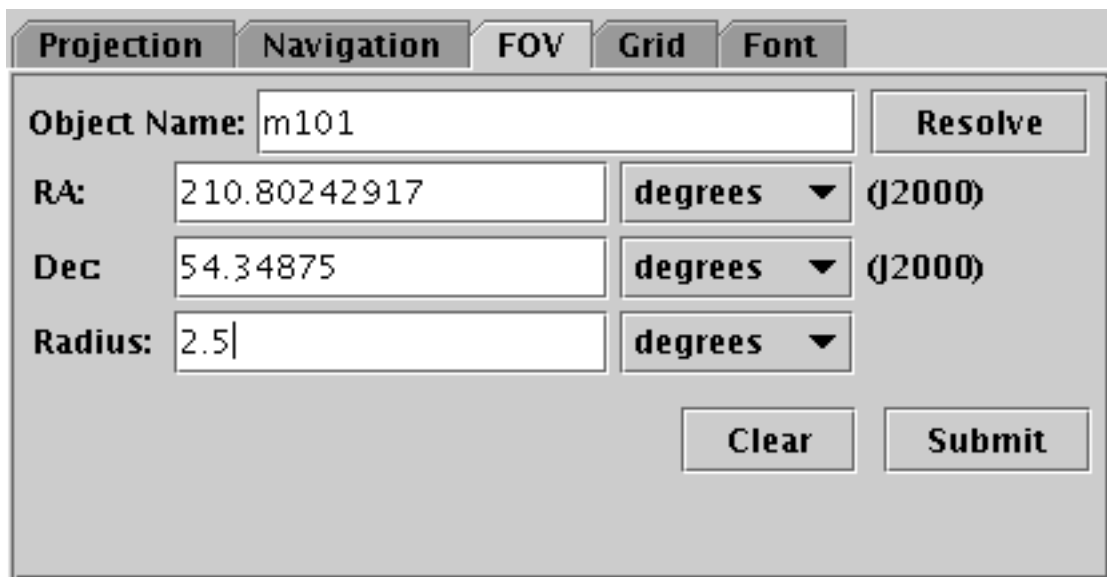 Projection Navigation FOV Grid Font
Object Name: m101 Resolve
RA: 210.80242917 degrees (J2000)
Dec: 54.34875 degrees (J2000)
Radius: 2.5 degrees
Clear Submit